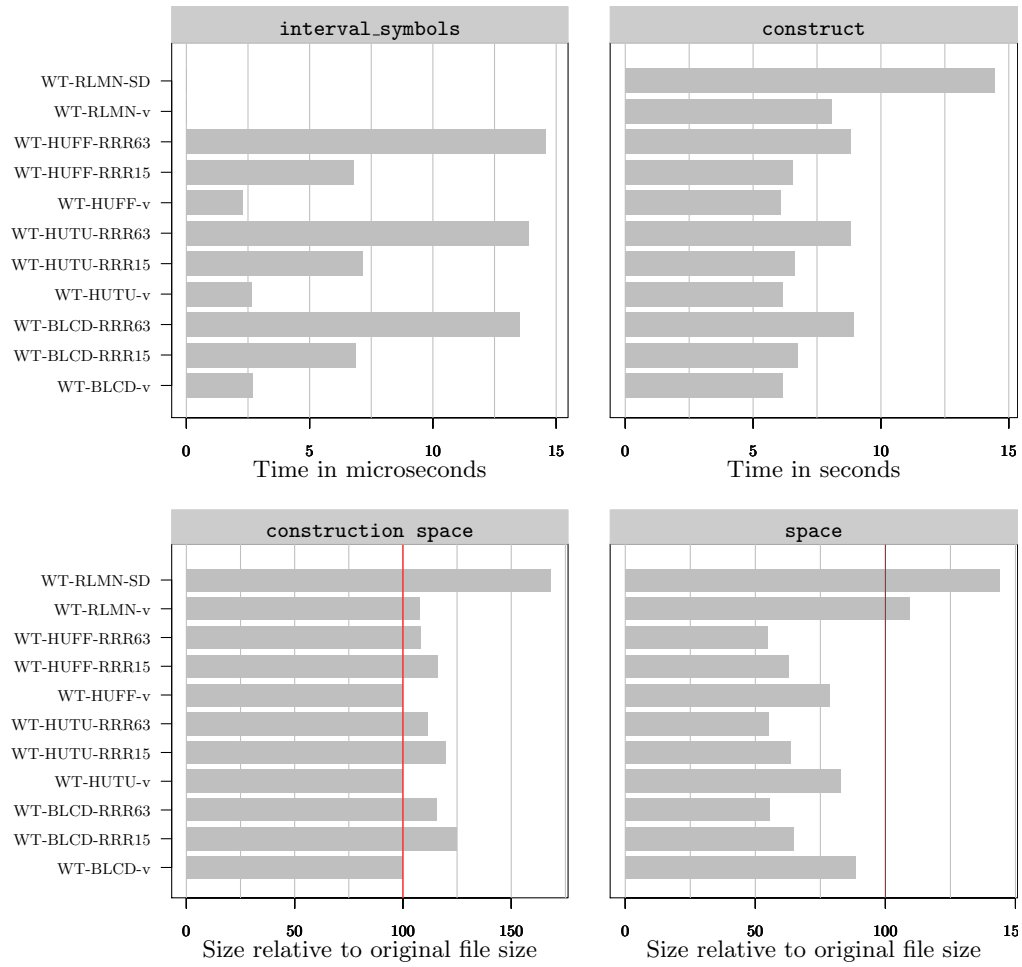 interval_symbols
construct
WT-RLMN-SD
WT-RLMN-v
WT-HUFF-RRR63
WT-HUFF-RRR15
WT-HUFF-v
WT-HUTU-RRR63
WT-HUTU-RRR15
WT-HUTU-v
WT-BLCD-RRR63
WT-BLCD-RRR15
WT-BLCD-v
0 5 10 15
0 5 10 15
Time in microseconds
Time in seconds
construction space
space
WT-RLMN-SD
WT-RLMN-v
WT-HUFF-RRR63
WT-HUFF-RRR15
WT-HUFF-v
WT-HUTU-RRR63
WT-HUTU-RRR15
WT-HUTU-v
WT-BLCD-RRR63
WT-BLCD-RRR15
WT-BLCD-v
0 50 100 150
0 50 100 15
Size relative to original file size
Size relative to original file size